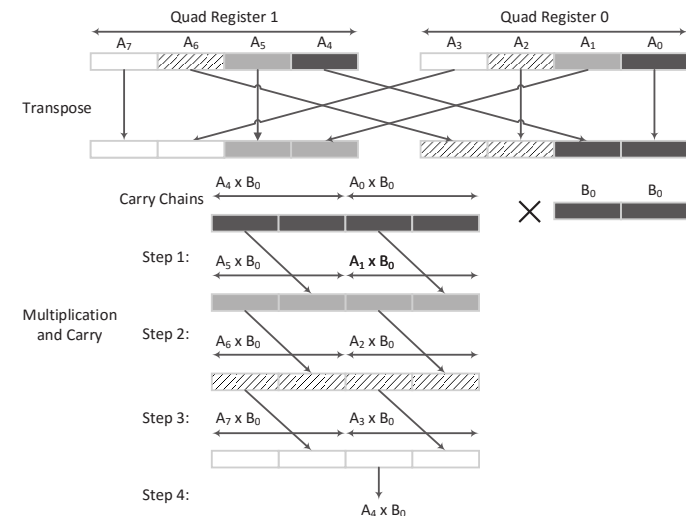 Quad Register 1 Quad Register 0
A₇ A₆ A₅ A₄ A₃ A₂ A₁ A₀
Transpose
A₄ x B₀ A₀ x B₀ B₀ B₀
Carry Chains
Step 1:
A₅ x B₀ A₁ x B₀
Multiplication
and Carry
Step 2:
A₆ x B₀ A₂ x B₀
Step 3: A₇ x B₀ A₃ x B₀
Step 4:
A₄ x B₀